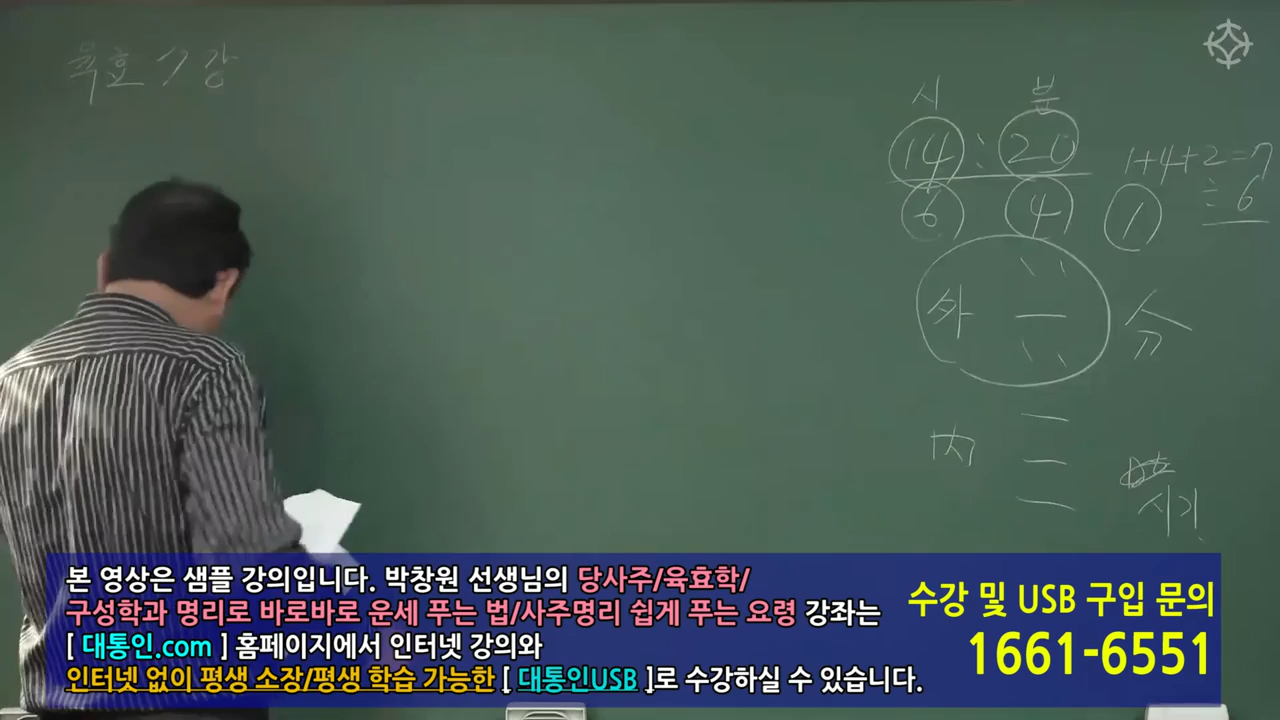 육효 7강
시 분
14 : 20
1+4+2=7
÷6
6 4 1
外
分
內
시간
본 영상은 샘플 강의입니다. 박창원 선생님의 당사주/육효학/
구성학과 명리로 바로바로 운세 푸는 법/사주명리 쉽게 푸는 요령 강좌는
[ 대통인.com ] 홈페이지에서 인터넷 강의와
인터넷 없이 평생 소장/평생 학습 가능한 [ 대통인USB ]로 수강하실 수 있습니다.
수강 및 USB 구입 문의
1661-6551